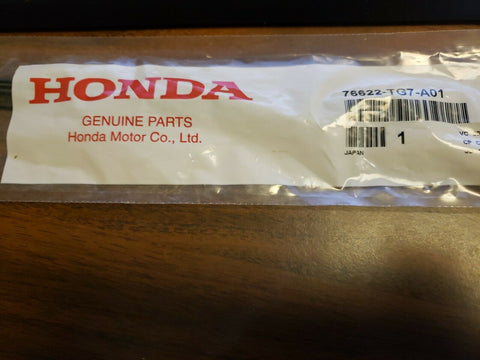 HONDA
GENUINE PARTS
Honda Motor Co., Ltd.
76622-TG7-A01
1
JAPAN